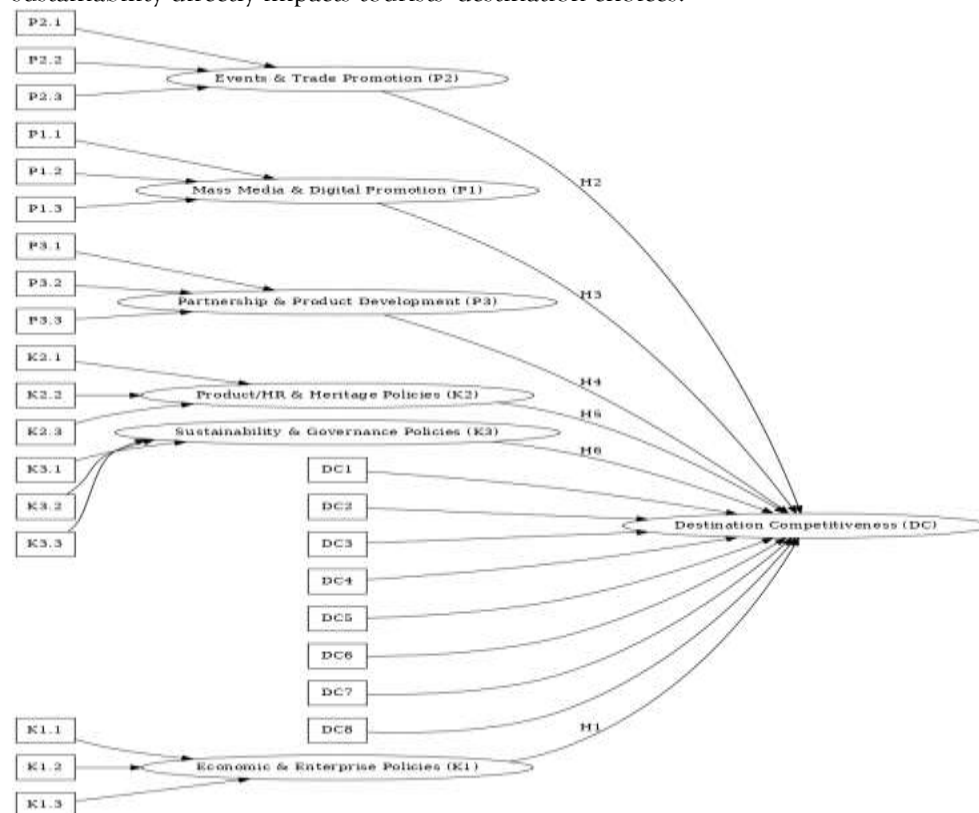 sustainability directly impacts tourists' destination choices.
P2.1
P2.2
Events & Trade Promotion (P2)
P2.3
P1.1
P1.2
H2
Mass Media & Digital Promotion (P1)
P1.3
P3.1
P3.2
H3
Partnership & Product Development (P3)
P3.3
K2.1
H4
K2.2
Product/HR & Heritage Policies (K2)
H5
K2.3
Sustainability & Governance Policies (K3)
H6
K3.1
DC1
K3.2
DC2
Destination Competitiveness (DC)
K3.3
DC3
DC4
DC5
DC6
DC7
K1.1
DC8
H1
K1.2
Economic & Enterprise Policies (K1)
K1.3